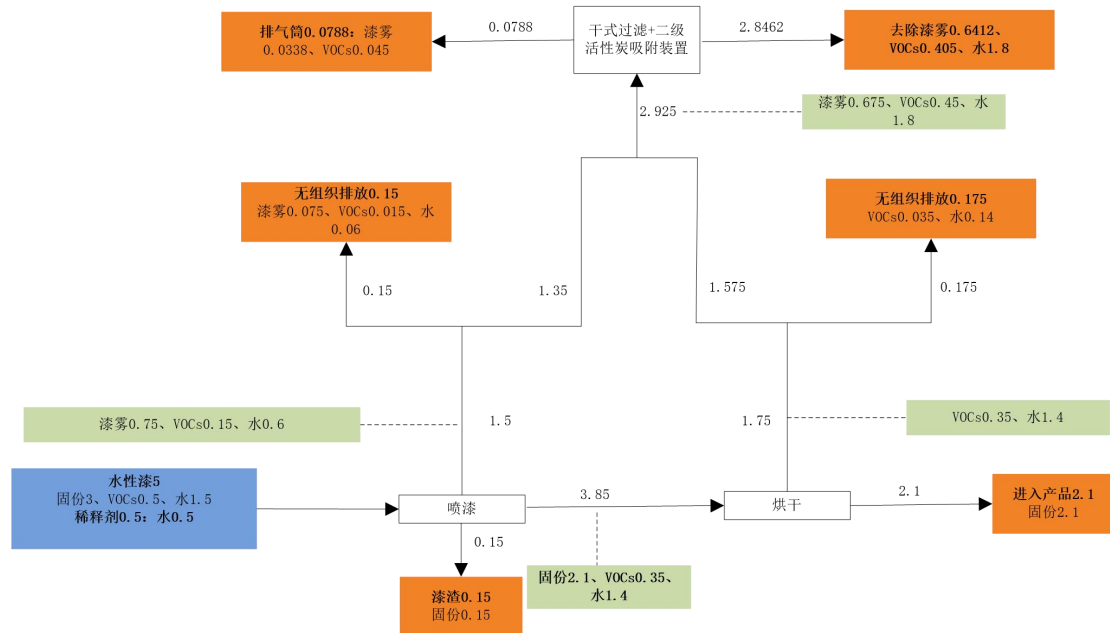 排气筒0.0788：漆雾
0.0338、VOCs0.045
0.0788
干式过滤+二级
活性炭吸附装置
2.8462
去除漆雾0.6412、
VOCs0.405、水1.8
2.925
漆雾0.675、VOCs0.45、水
1.8
无组织排放0.15
漆雾0.075、VOCs0.015、水
0.06
无组织排放0.175
VOCs0.035、水0.14
0.15
1.35
1.575
0.175
漆雾0.75、VOCs0.15、水0.6
1.5
1.75
VOCs0.35、水1.4
水性漆5
固份3、VOCs0.5、水1.5
稀释剂0.5：水0.5
喷漆
3.85
烘干
2.1
进入产品2.1
固份2.1
0.15
漆渣0.15
固份0.15
固份2.1、VOCs0.35、
水1.4